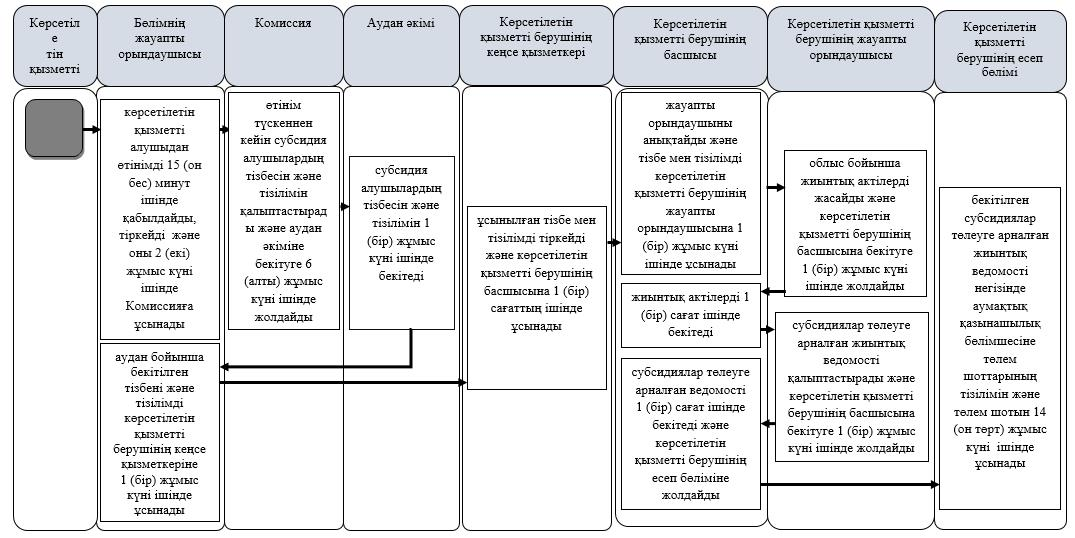 Көрсетіл
е
тін
қызметті
Бөлімнің
жауапты
орындаушысы
Комиссия
Аудан әкімі
Көрсетілетін
қызметті берушінің
кеңсе қызметкері
Көрсетілетін
қызметті берушінің
басшысы
Көрсетілетін қызметті
берушінің жауапты
орындаушысы
Көрсетілетін
қызметті
берушінің есеп
бөлімі
көрсетілетін
қызметті
алушыдан
өтінімді 15 (он
бес) минут
ішінде
қабылдайды,
тіркейді және
оны 2 (екі)
жұмыс күні
ішінде
Комиссияға
ұсынады
өтінім
түскеннен
кейін субсидия
алушылардың
тізбесін және
тізілімін
қалыптастырад
ы және аудан
әкіміне
бекітуге 6
(алты) жұмыс
күні ішінде
жолдайды
субсидия
алушылардың
тізбесін және
тізілімін 1
(бір) жұмыс
күні ішінде
бекітеді
аудан бойынша
бекітілген
тізбені және
тізілімді
көрсетілетін
қызметті
берушінің кеңсе
қызметкеріне
1 (бір) жұмыс
күні ішінде
ұсынады
ұсынылған тізбе мен
тізілімді тіркейді
және көрсетілетін
қызметті берушінің
басшысына 1 (бір)
сағаттың ішінде
ұсынады
жауапты
орындаушыны
анықтайды және
тізбе мен тізілімді
көрсетілетін
қызметті берушінің
жауапты
орындаушысына 1
(бір) жұмыс күні
ішінде ұсынады
облыс бойынша
жиынтық актілерді
жасайды және
көрсетілетін
қызметті берушінің
басшысына бекітуге
1 (бір) жұмыс күні
ішінде жолдайды
жиынтық актілерді 1
(бір) сағат ішінде
бекітеді
субсидиялар төлеуге
арналған жиынтық
ведомості
қалыптастырады және
көрсетілетін қызметті
берушінің басшысына
бекітуге 1 (бір) жұмыс
күні ішінде жолдайды
субсидиялар төлеуге
арналған ведомості
1 (бір) сағат ішінде
бекітеді және
көрсетілетін
қызметті берушінің
есеп бөліміне
жолдайды
бекітілген
субсидиялар
төлеуге арналған
жиынтық
ведомості
негізінде
аумақтық
қазынашылық
бөлімшесіне
төлем
шоттарының
тізілімін және
төлем шотын 14
(он төрт) жұмыс
күні ішінде
ұсынады